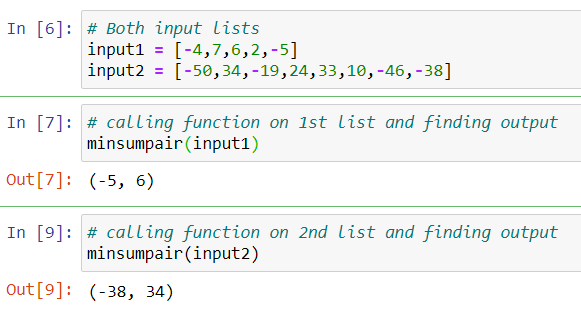 In [6]: # Both input lists
input1 = [-4,7,6,2,-5]
input2 = [-50,34,-19,24,33,10,-46,-38]
In [7]: # calling function on 1st list and finding output
minsumpair(input1)
Out[7]: (-5, 6)
In [9]: # calling function on 2nd list and finding output
minsumpair(input2)
Out[9]: (-38, 34)